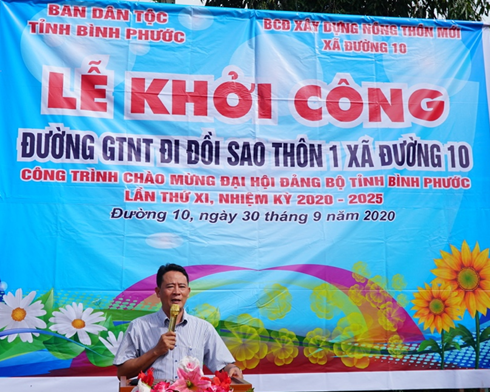 BAN DÂN TỘC
TỈNH BÌNH PHƯỚC
BCĐ XÂY DỰNG NÔNG THÔN MỚI
XÃ ĐƯỜNG 10
LỄ KHỞI CÔNG
ĐƯỜNG GTNT ĐI ĐỒI SAO THÔN 1 XÃ ĐƯỜNG 10
CÔNG TRÌNH CHÀO MỪNG ĐẠI HỘI ĐẢNG BỘ TỈNH BÌNH PHƯỚC
LẦN THỨ XI, NHIỆM KỲ 2020 - 2025
Đường 10, ngày 30 tháng 9 năm 2020